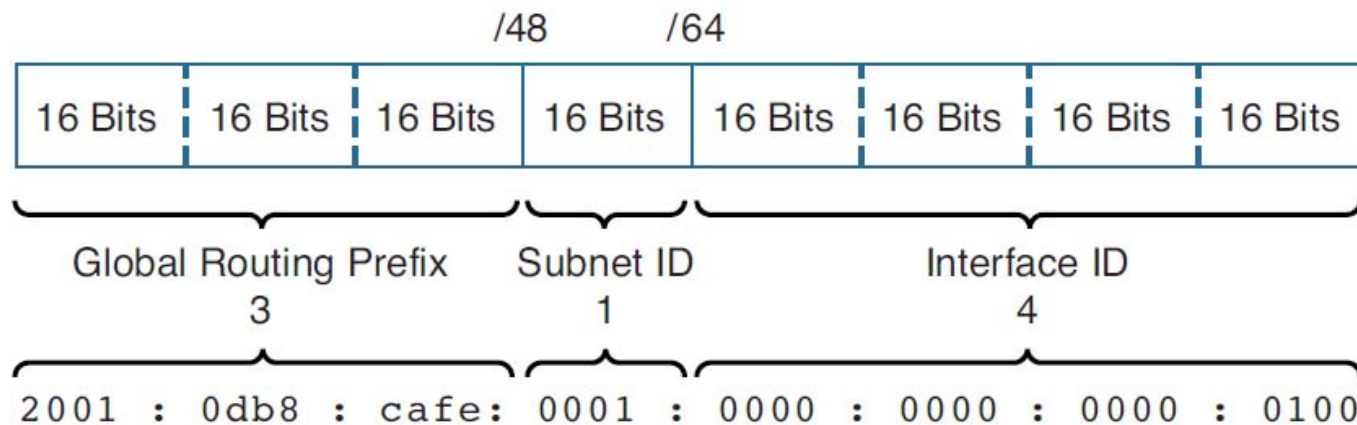 /48 /64
16 Bits 16 Bits 16 Bits 16 Bits 16 Bits 16 Bits 16 Bits 16 Bits
Global Routing Prefix Subnet ID Interface ID
3 1 4
2001 : 0db8 : cafe: 0001 : 0000 : 0000 : 0000 : 0100